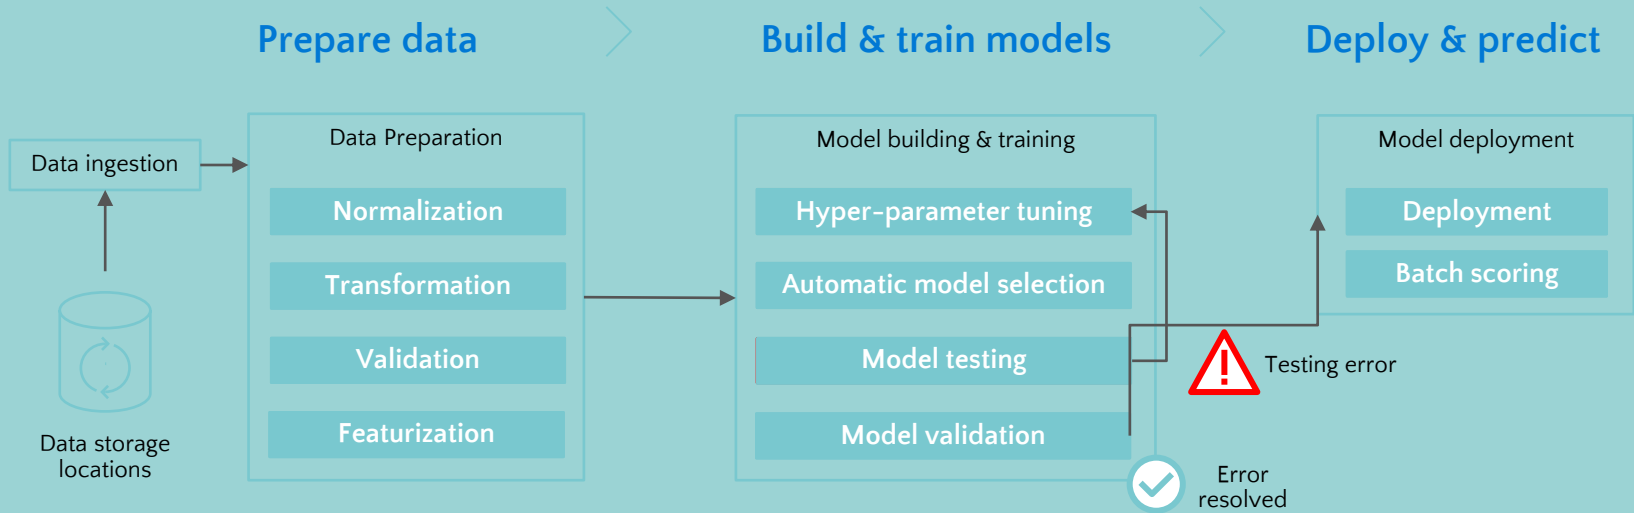 Prepare data
Build & train models
Deploy & predict
Data ingestion
Data storage
locations
Data Preparation
Normalization
Transformation
Validation
Featurization
Model building & training
Hyper-parameter tuning
Automatic model selection
Model testing
Model validation
Testing error
Error
resolved
Model deployment
Deployment
Batch scoring